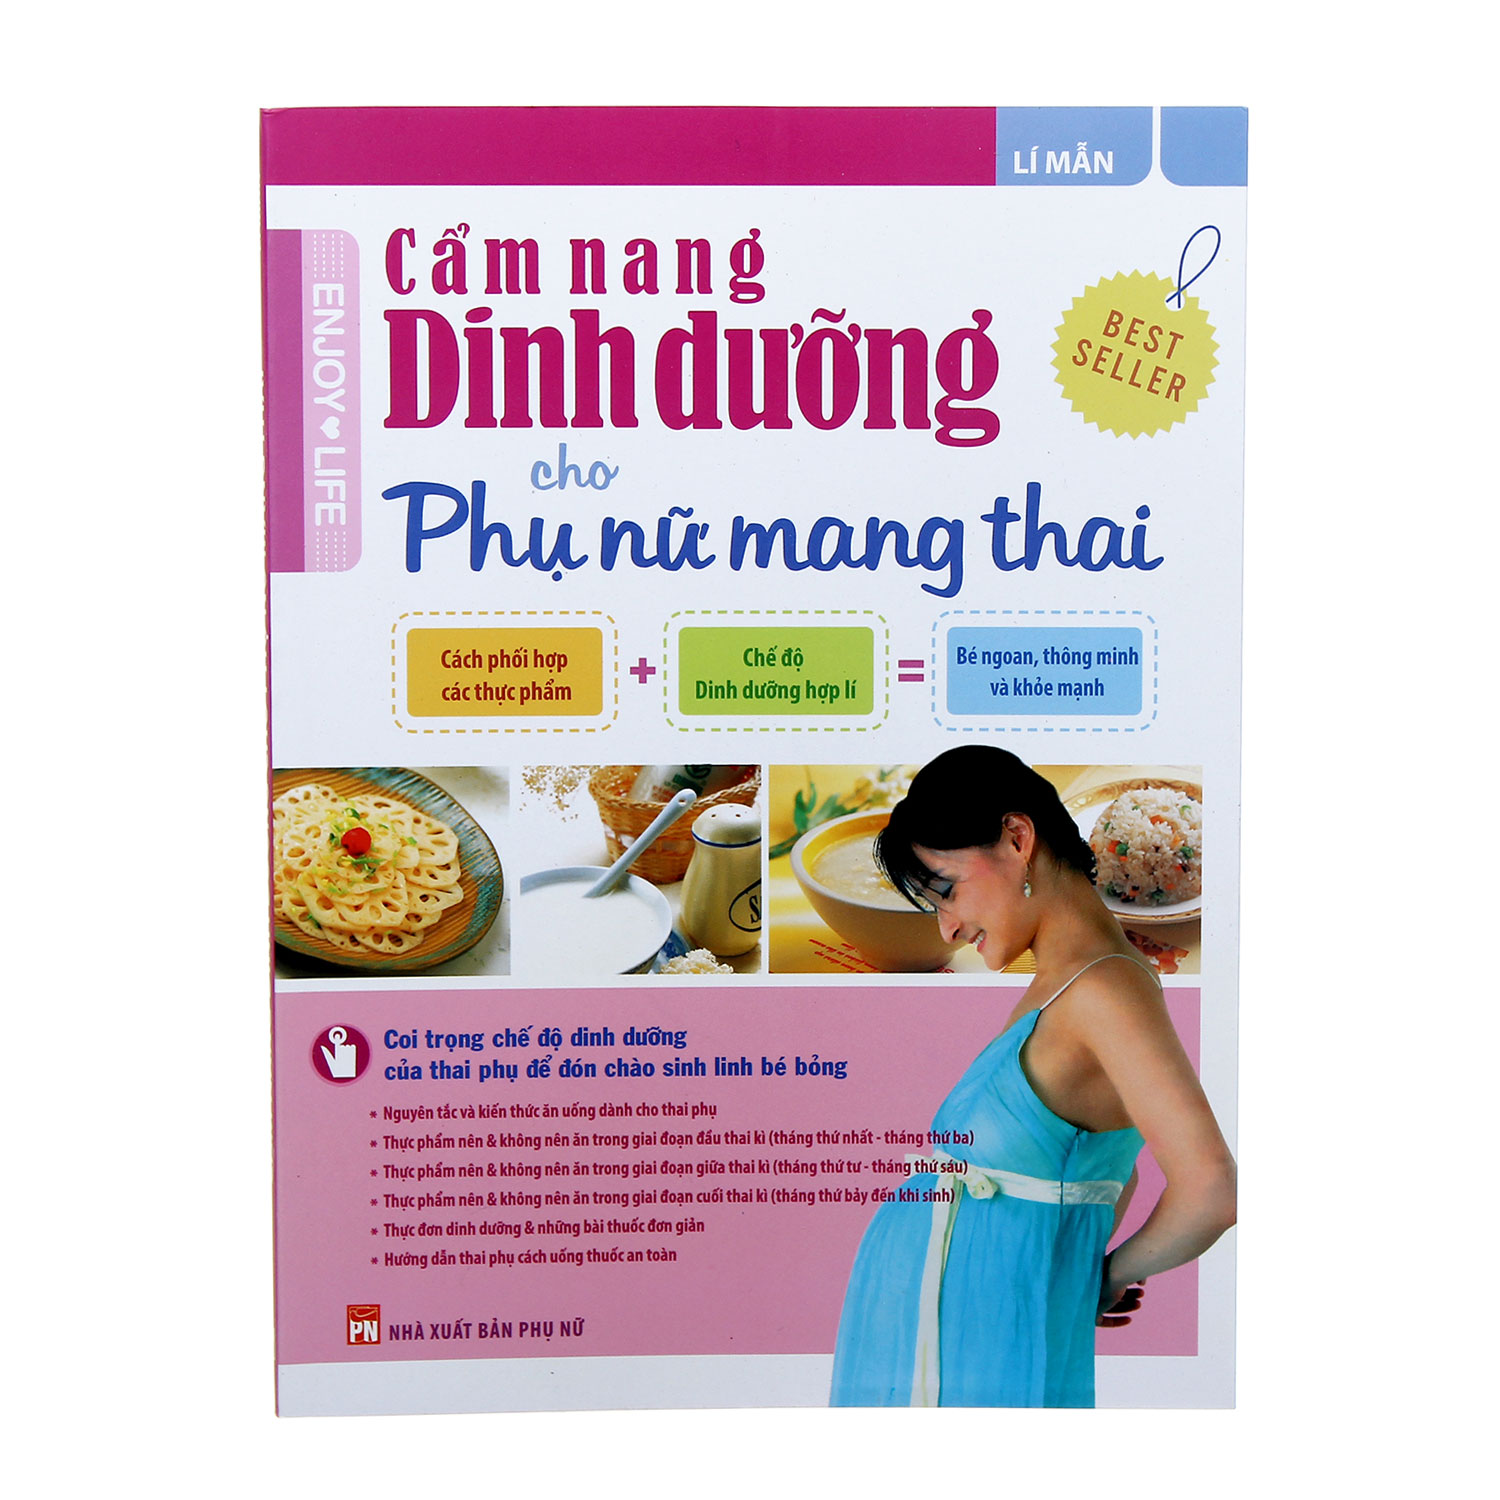 LÍ MẪN
ENJOY LIFE
Cẩm nang
Dinh dưỡng
cho
Phụ nữ mang thai
BEST
SELLER
Cách phối hợp
các thực phẩm
+
Chế độ
Dinh dưỡng hợp lí
=
Bé ngoan, thông minh
và khỏe mạnh
Coi trọng chế độ dinh dưỡng
của thai phụ để đón chào sinh linh bé bỏng
* Nguyên tắc và kiến thức ăn uống dành cho thai phụ
* Thực phẩm nên & không nên ăn trong giai đoạn đầu thai kì (tháng thứ nhất - tháng thứ ba)
* Thực phẩm nên & không nên ăn trong giai đoạn giữa thai kì (tháng thứ tư - tháng thứ sáu)
* Thực phẩm nên & không nên ăn trong giai đoạn cuối thai kì (tháng thứ bảy đến khi sinh)
* Thực đơn dinh dưỡng & những bài thuốc đơn giản
* Hướng dẫn thai phụ cách uống thuốc an toàn
PN NHÀ XUẤT BẢN PHỤ NỮ